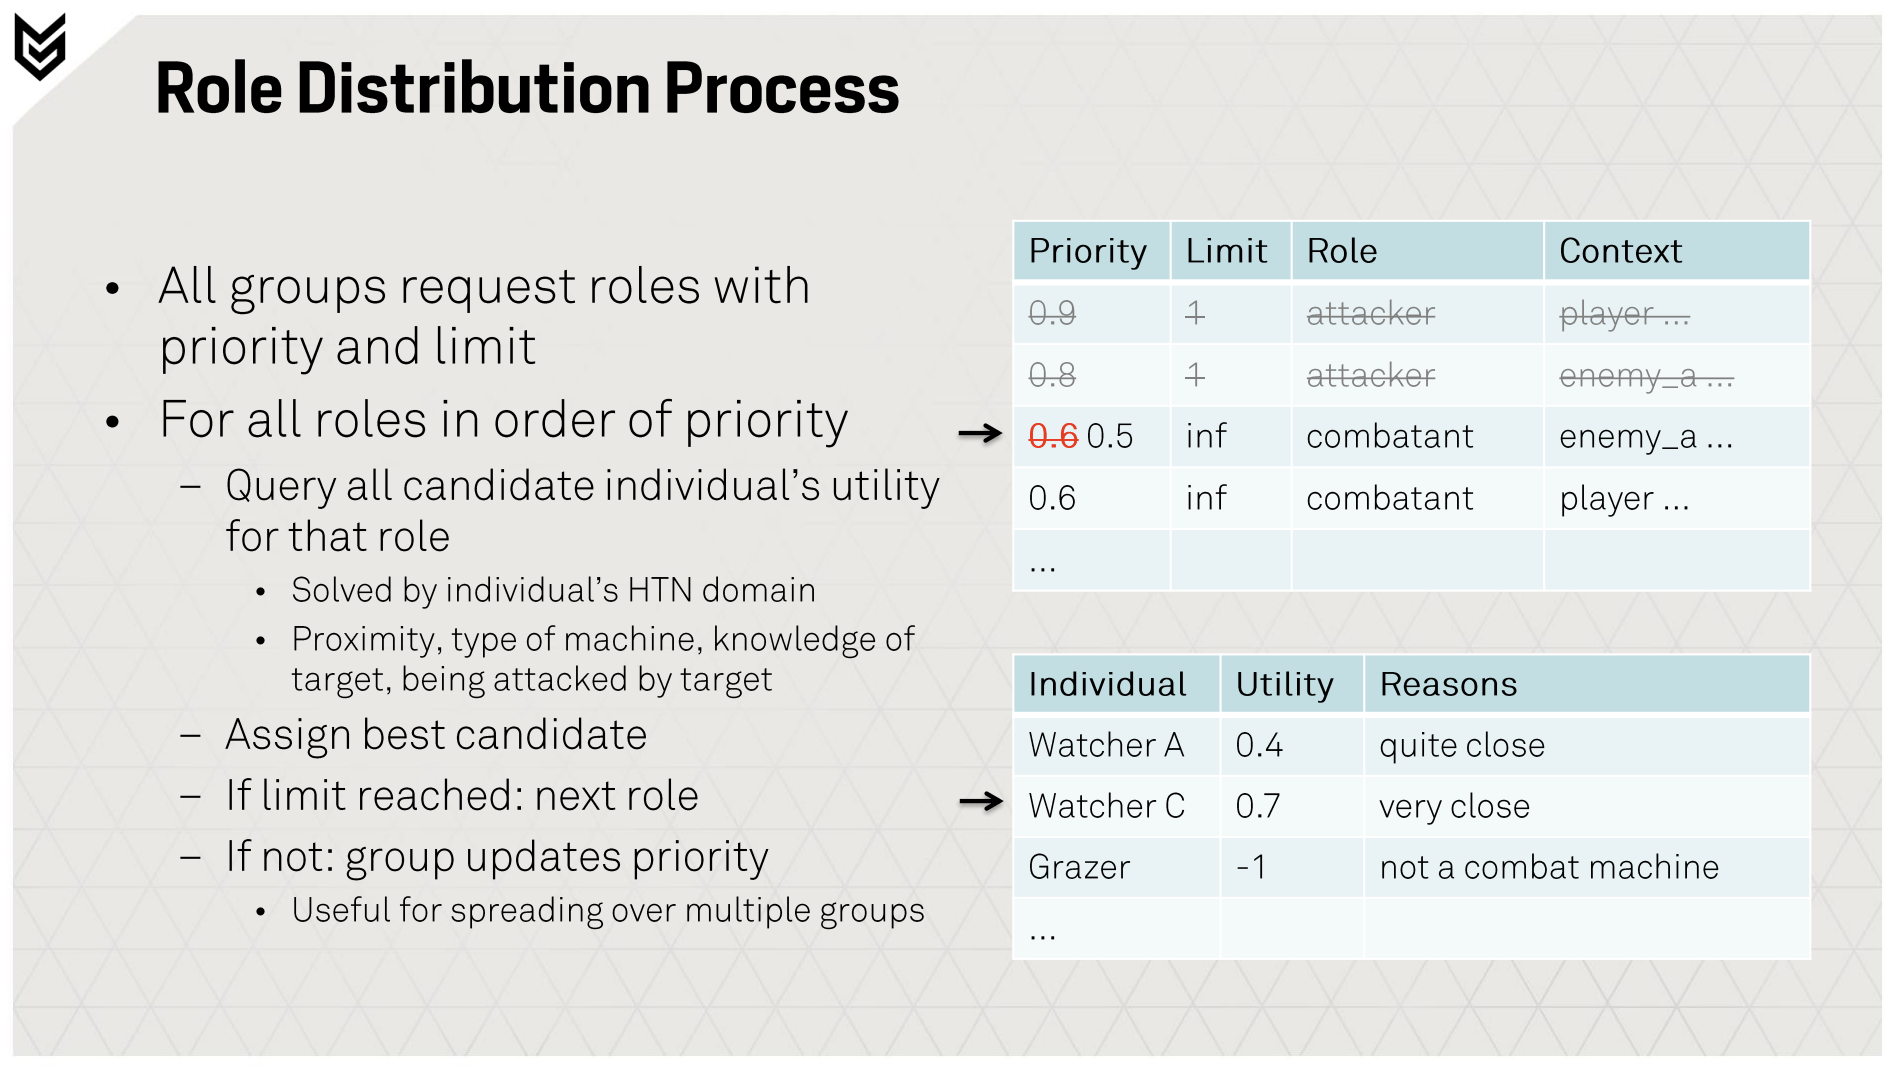 Role Distribution Process
• All groups request roles with
priority and limit
• For all roles in order of priority
– Query all candidate individual's utility
for that role
• Solved by individual's HTN domain
• Proximity, type of machine, knowledge of
target, being attacked by target
– Assign best candidate
– If limit reached: next role
– If not: group updates priority
• Useful for spreading over multiple groups
Priority Limit Role Context
0.9 1 attacker player ...
0.8 1 attacker enemy_a ...
0.6 0.5 inf combatant enemy_a ...
0.6 inf combatant player ...
...
Individual Utility Reasons
Watcher A 0.4 quite close
Watcher C 0.7 very close
Grazer -1 not a combat machine
...